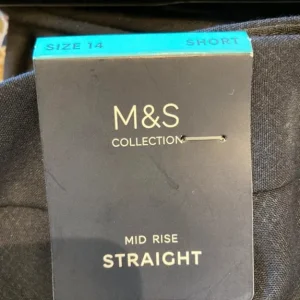 SIZE 14 SHORT
M&S
COLLECTION
MID RISE
STRAIGHT